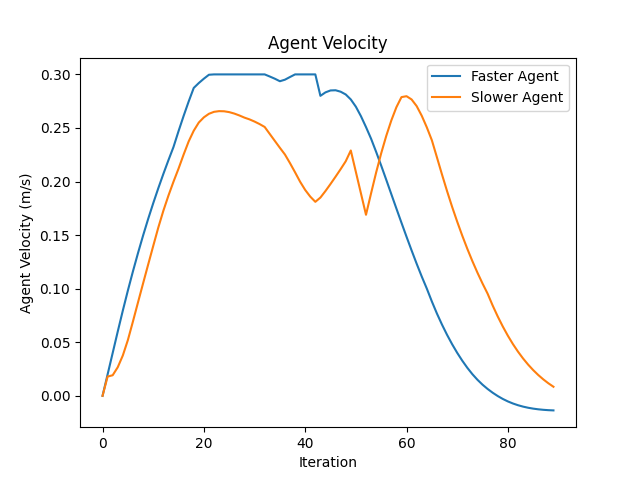 Agent Velocity
Faster Agent
Slower Agent
Agent Velocity (m/s)
0.30
0.25
0.20
0.15
0.10
0.05
0.00
0 20 40 60 80
Iteration